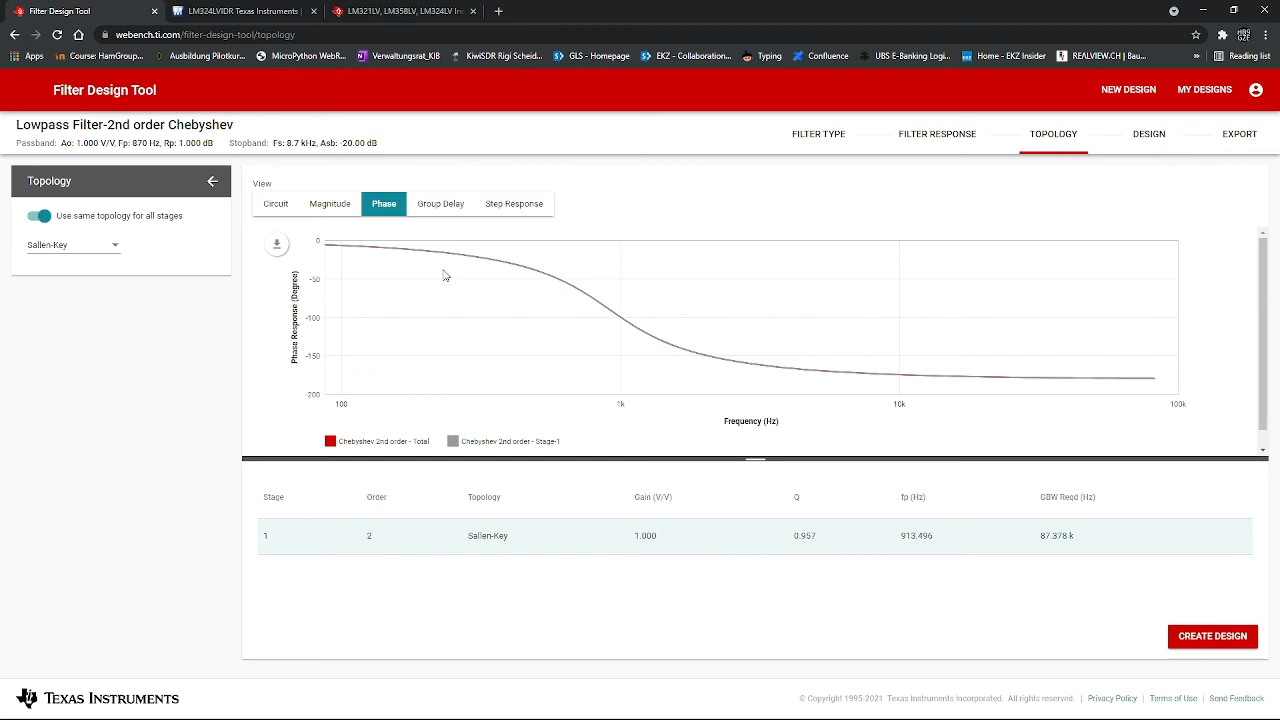 Filter Design Tool
LM324LVIDR Texas Instruments |
LM321LV, LM358LV, LM324LV Inc
webench.ti.com/filter-design-tool/topology
Apps
Course HamGroup...
Ausbildung Pilotkur...
MicroPython WebR...
Verwaltungsrat_KIB
KiwiSDR Rigi Scheid...
GLS - Homepage
EKZ - Collaboration...
Typing
Confluence
UBS E-Banking Logi...
Home - EKZ Insider
REALVIEW.CH | Bau...
»
Reading list
Filter Design Tool
NEW DESIGN
MY DESIGNS
Lowpass Filter-2nd order Chebyshev
Passband: Ao: 1.000 V/V, Fp: 870 Hz, Rp: 1.000 dB Stopband: Fs: 8.7 kHz, Asb: -20.00 dB
FILTER TYPE
FILTER RESPONSE
TOPOLOGY
DESIGN
EXPORT
Topology
Use same topology for all stages
Sallen-Key
View
Circuit
Magnitude
Phase
Group Delay
Step Response
Phase Response (Degree)
0
-50
-100
-150
-200
100
1k
10k
100k
Frequency (Hz)
Chebyshev 2nd order - Total
Chebyshev 2nd order - Stage-1
Stage Order Topology Gain (V/V) Q fp (Hz) GBW Reqd (Hz)
1 2 Sallen-Key 1.000 0.957 913.496 87.378 k
CREATE DESIGN
TEXAS INSTRUMENTS
© Copyright 1995-2021 Texas Instruments Incorporated. All rights reserved. | Privacy Policy | Terms of Use | Send Feedback